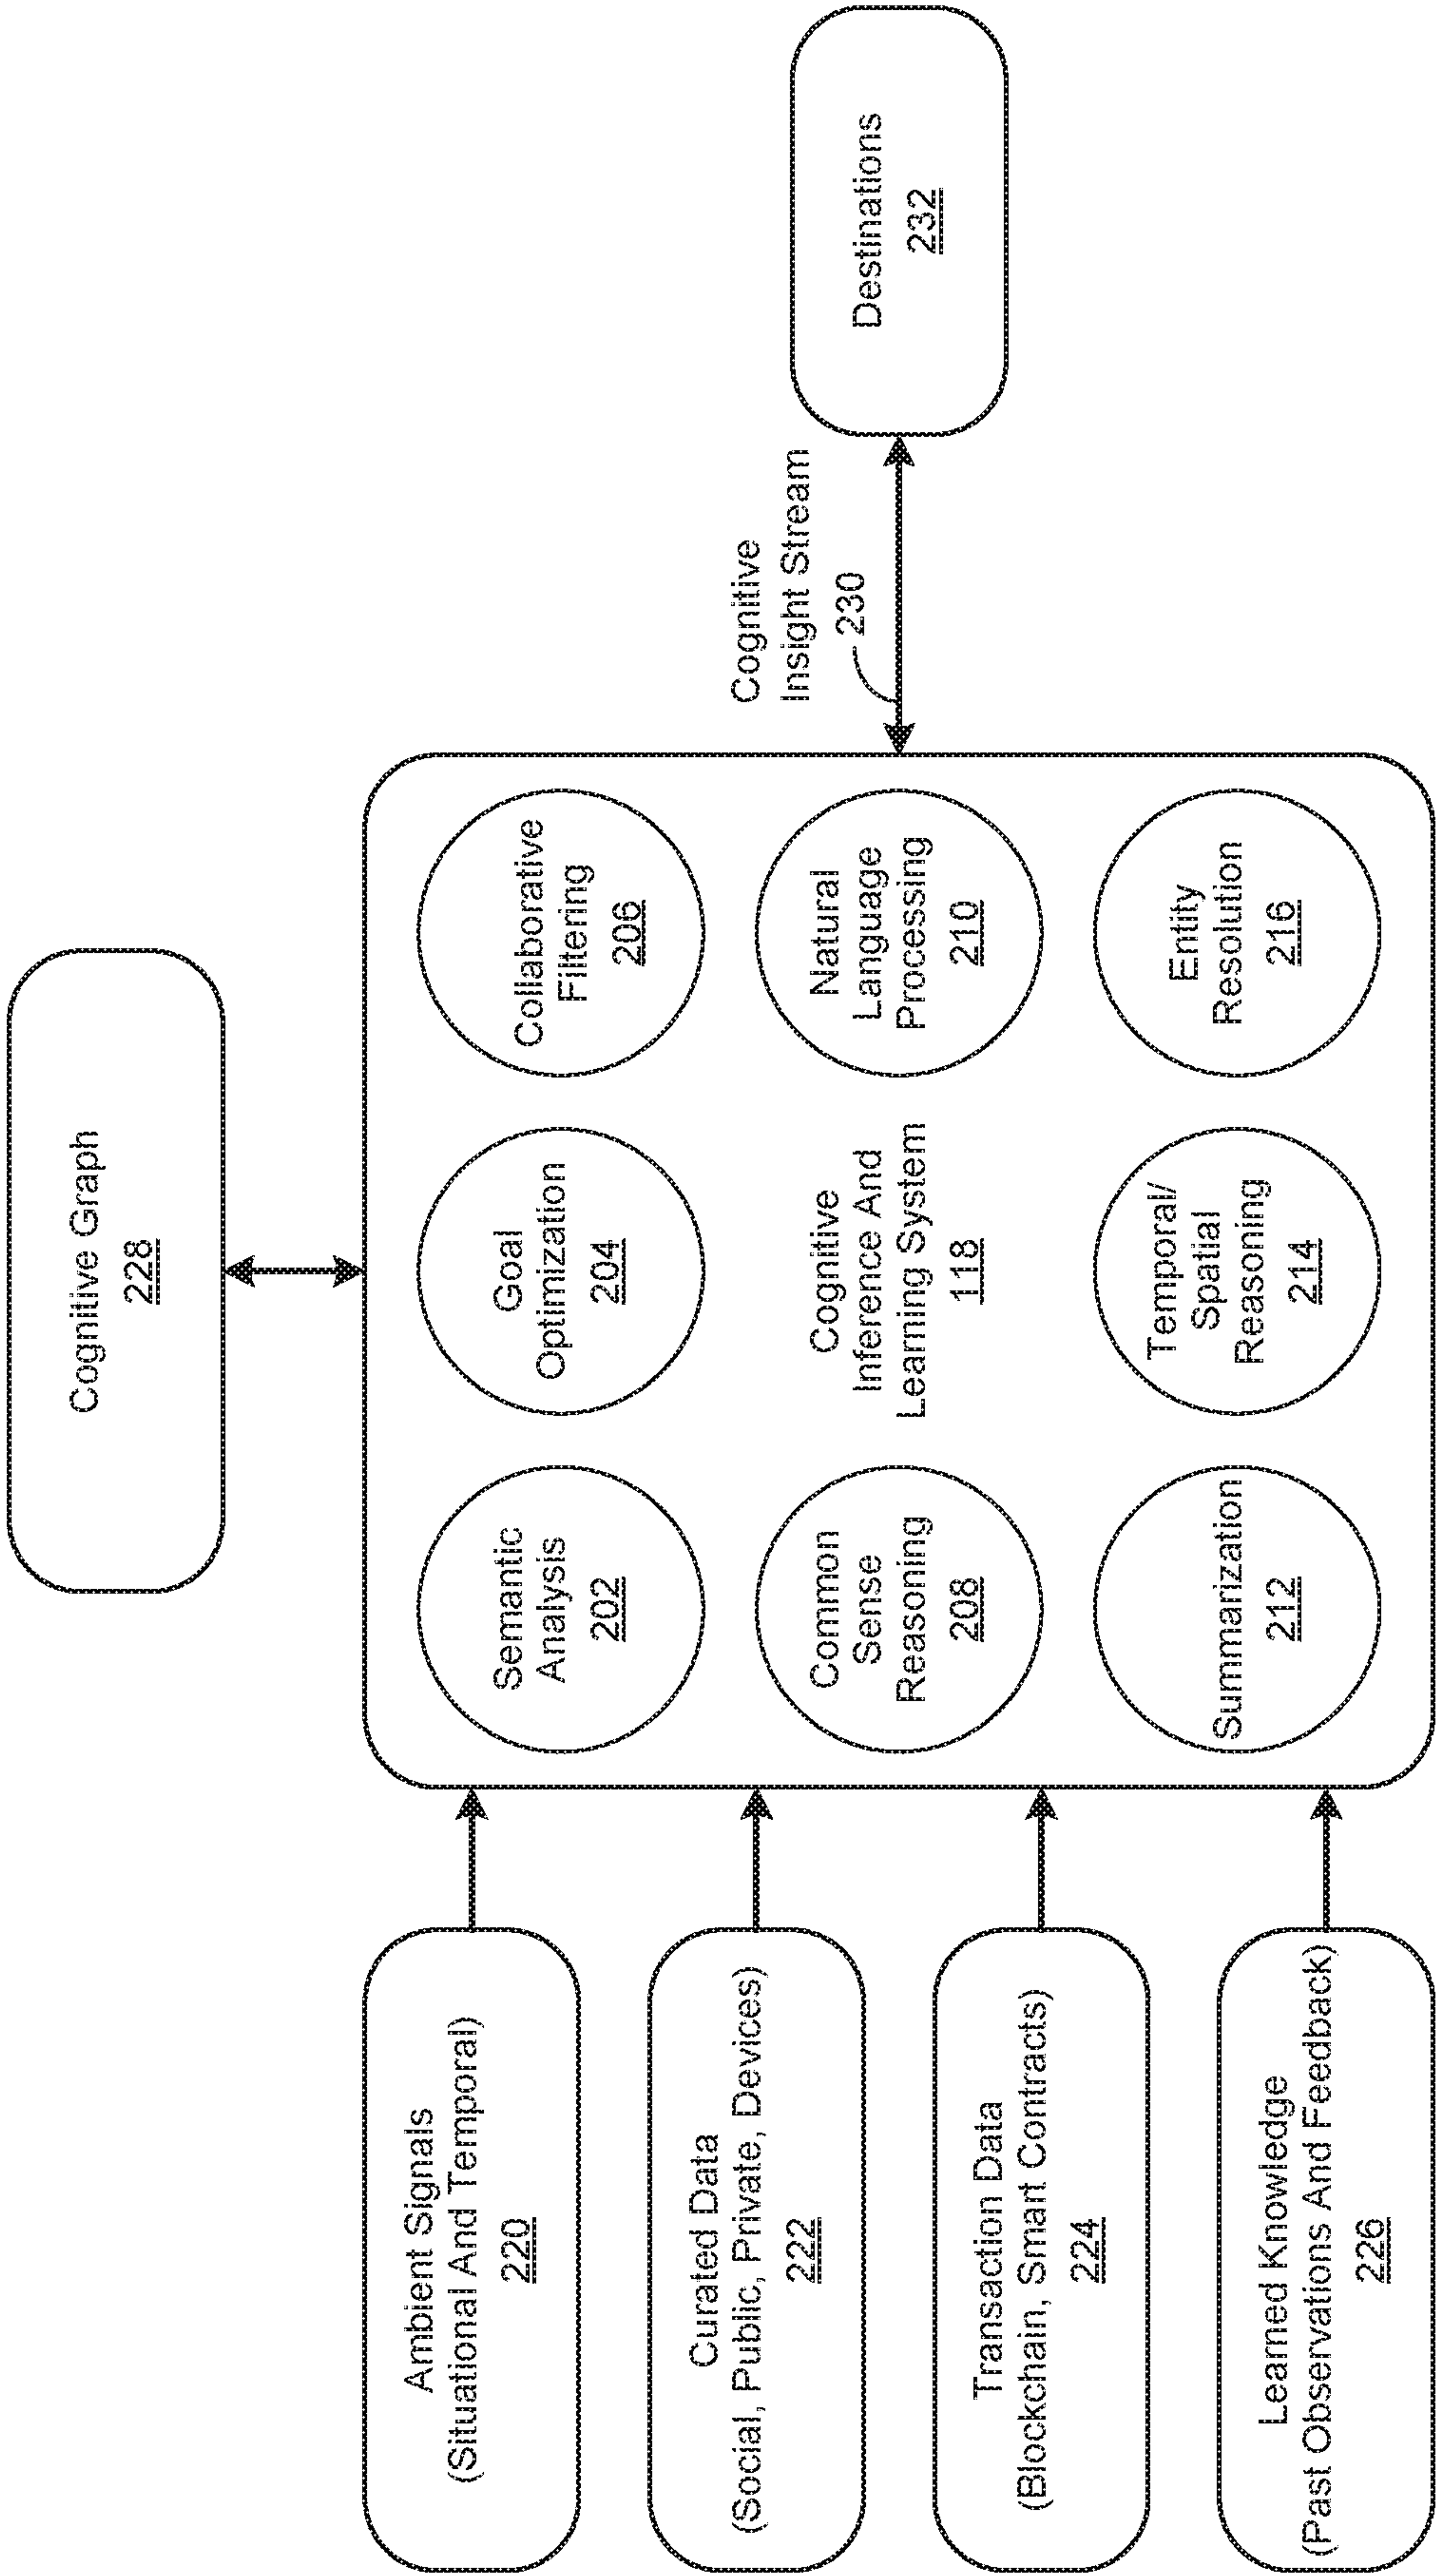 Cognitive Graph
228
Ambient Signals
(Situational And Temporal)
220
Curated Data
(Social, Public, Private, Devices)
222
Transaction Data
(Blockchain, Smart Contracts)
224
Learned Knowledge
(Past Observations And Feedback)
226
Semantic
Analysis
202
Goal
Optimization
204
Collaborative
Filtering
206
Common
Sense
Reasoning
208
Cognitive
Inference And
Learning System
118
Natural
Language
Processing
210
Summarization
212
Temporal/
Spatial
Reasoning
214
Entity
Resolution
216
Cognitive
Insight Stream
230
Destinations
232